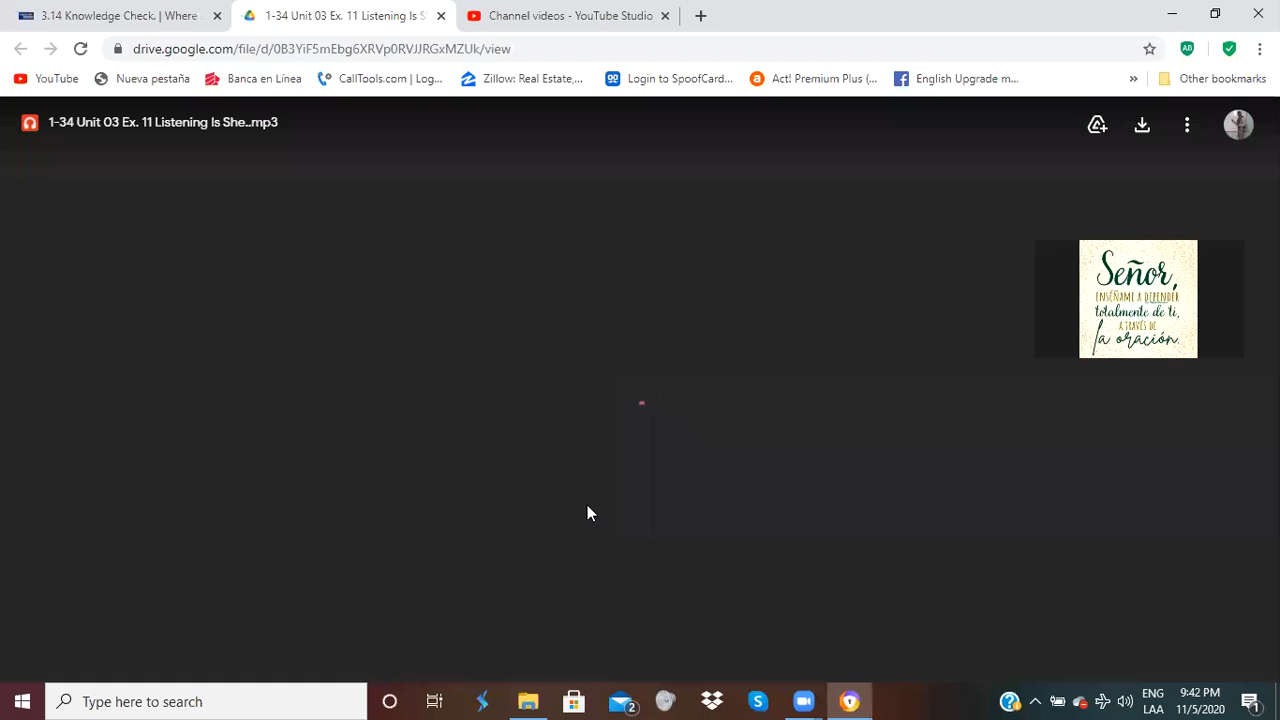 3.14 Knowledge Check. | Where
1-34 Unit 03 Ex. 11 Listening Is S
Channel videos - YouTube Studio
drive.google.com/file/d/0B3YiF5mEbg6XRVp0RVJJRGxMZUk/view
YouTube
Nueva pestaña
Banca en Línea
CallTools.com | Log...
Zillow: Real Estate,...
Login to SpoofCard...
Act! Premium Plus (...
English Upgrade m...
»
Other bookmarks
1-34 Unit 03 Ex. 11 Listening Is She..mp3
Señor,
ENSÉÑAME A DEPENDER
totalmente de ti,
A TRAVÉS DE
la oración.
Type here to search
2
ENG
LAA
9:42 PM
11/5/2020
1